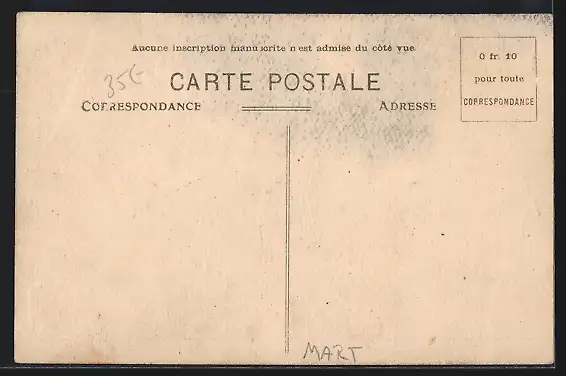 Aucune inscription manuscrite n'est admise du côté vue
35€
CARTE POSTALE
CORRESPONDANCE
ADRESSE
0 fr. 10
pour toute
CORRESPONDANCE
MART